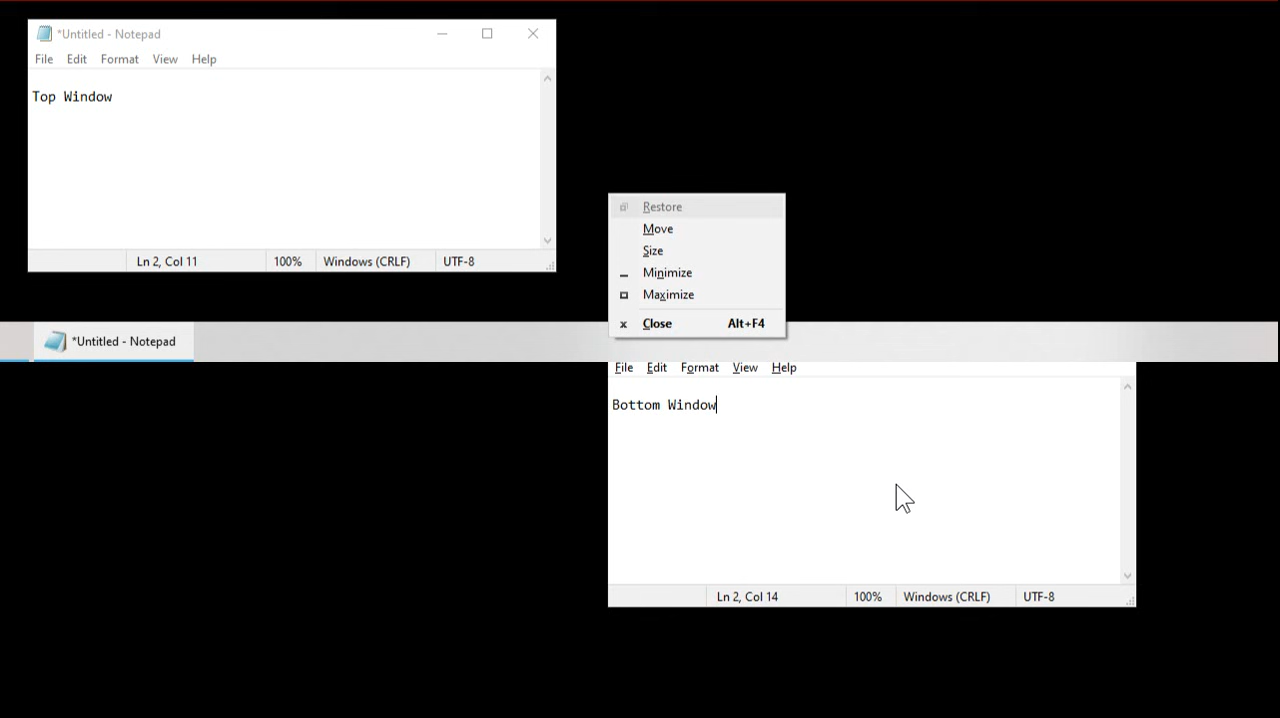 *Untitled - Notepad
File Edit Format View Help
Top Window
Ln 2, Col 11 100% Windows (CRLF) UTF-8
Restore
Move
Size
Minimize
Maximize
x Close Alt+F4
*Untitled - Notepad
File Edit Format View Help
Bottom Window
Ln 2, Col 14 100% Windows (CRLF) UTF-8